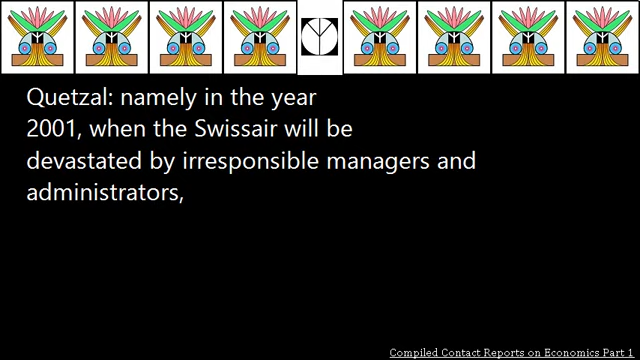 Quetzal: namely in the year
2001, when the Swissair will be
devastated by irresponsible managers and
administrators,
Compiled Contact Reports on Economics Part 1